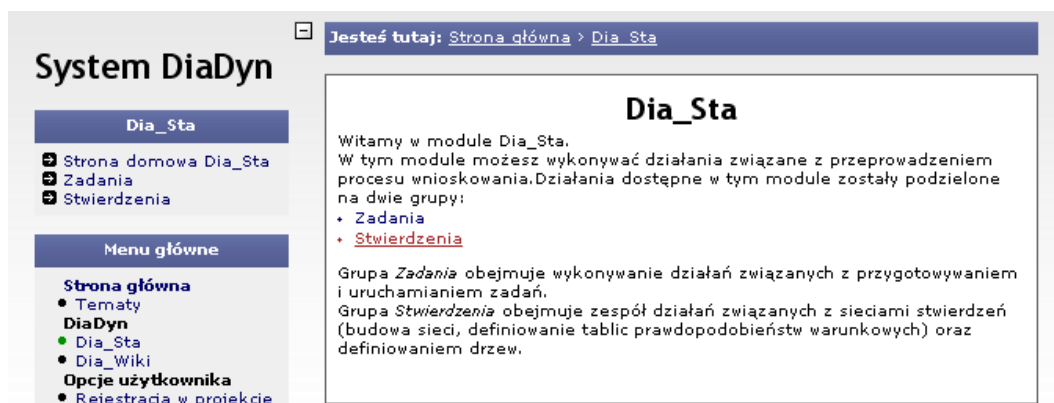 System DiaDyn
Dia_Sta
Strona domowa Dia_Sta
Zadania
Stwierdzenia
Menu główne
Strona główna
Tematy
DiaDyn
Dia_Sta
Dia_Wiki
Opcje użytkownika
Rejestracja w projekcie
Jesteś tutaj: Strona główna > Dia_Sta
Dia_Sta
Witamy w module Dia_Sta.
W tym module możesz wykonywać działania związane z przeprowadzeniem
procesu wnioskowania.Działania dostępne w tym module zostały podzielone
na dwie grupy:
Zadania
Stwierdzenia
Grupa Zadania obejmuje wykonywanie działań związanych z przygotowywaniem
i uruchamianiem zadań.
Grupa Stwierdzenia obejmuje zespół działań związanych z sieciami stwierdzeń
(budowa sieci, definiowanie tablic prawdopodobieństw warunkowych) oraz
definiowaniem drzew.